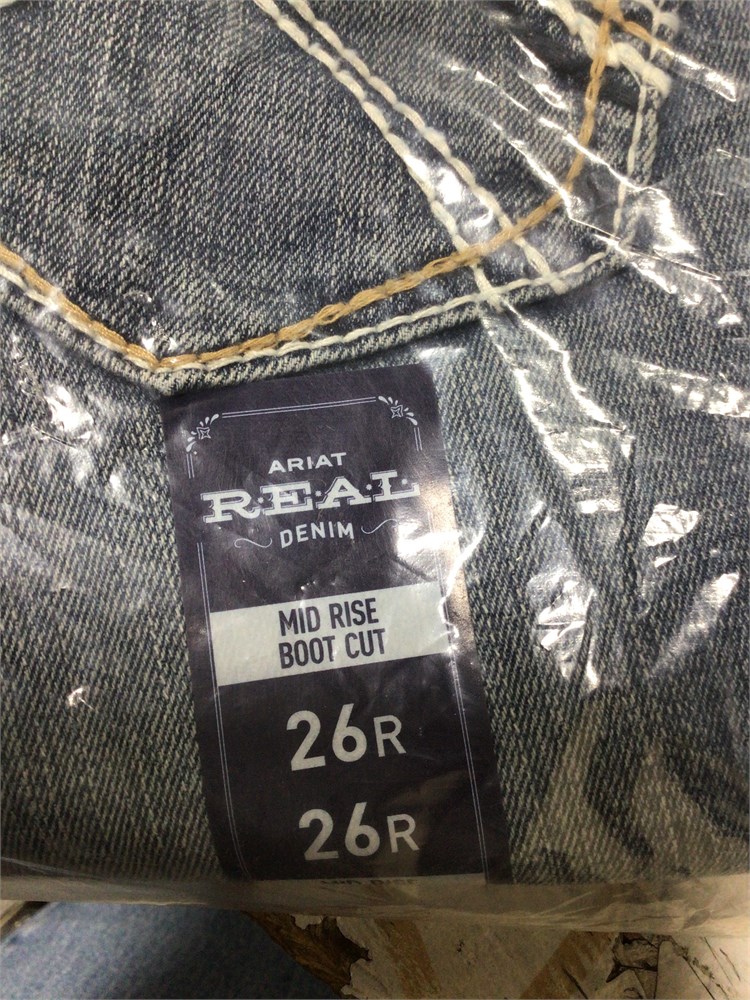 ARIAT
R·E·A·L
DENIM
MID RISE
BOOT CUT
26R
26R